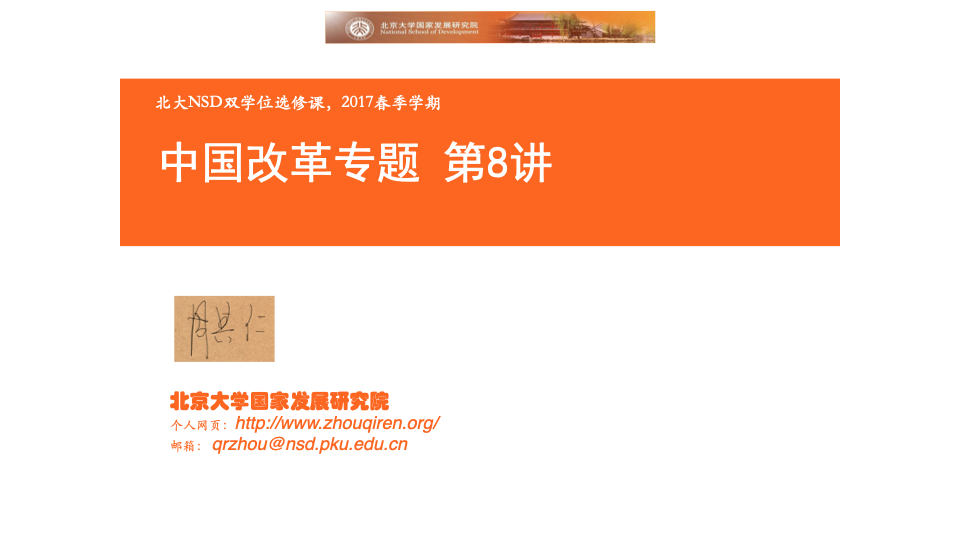 北京大学国家发展研究院
National School of Development
北大NSD双学位选修课，2017春季学期
中国改革专题 第8讲
周其仁
北京大学国家发展研究院
个人网页：http://www.zhouqiren.org/
邮箱： qrzhou@nsd.pku.edu.cn